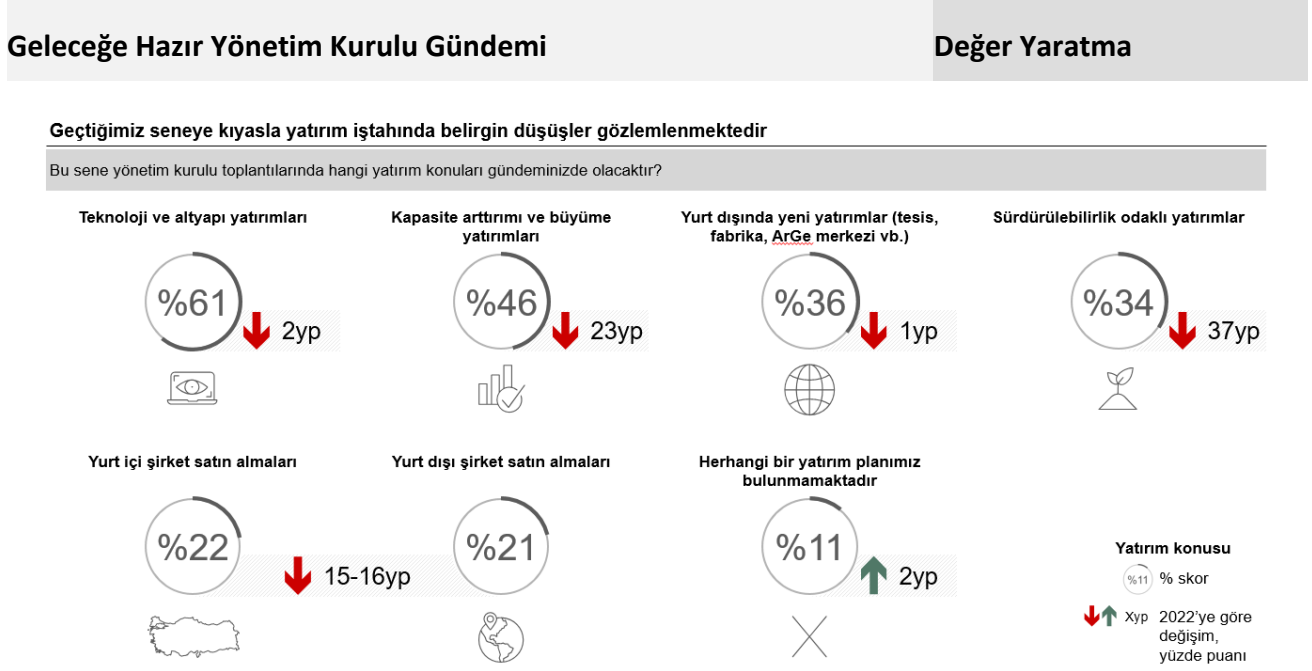 Geleceğe Hazır Yönetim Kurulu Gündemi
Değer Yaratma
Geçtiğimiz seneye kıyasla yatırım iştahında belirgin düşüşler gözlemlenmektedir
Bu sene yönetim kurulu toplantılarında hangi yatırım konuları gündeminizde olacaktır?
Teknoloji ve altyapı yatırımları
%61
2yp
Kapasite arttırımı ve büyüme
yatırımları
%46
23yp
Yurt dışında yeni yatırımlar (tesis,
fabrika, ArGe merkezi vb.)
%36
1yp
Sürdürülebilirlik odaklı yatırımlar
%34
37yp
Yurt içi şirket satın almaları
%22
15-16yp
Yurt dışı şirket satın almaları
%21
Herhangi bir yatırım planımız
bulunmamaktadır
%11
2yp
Yatırım konusu
%11 % skor
Xyp 2022’ye göre
değişim,
yüzde puanı